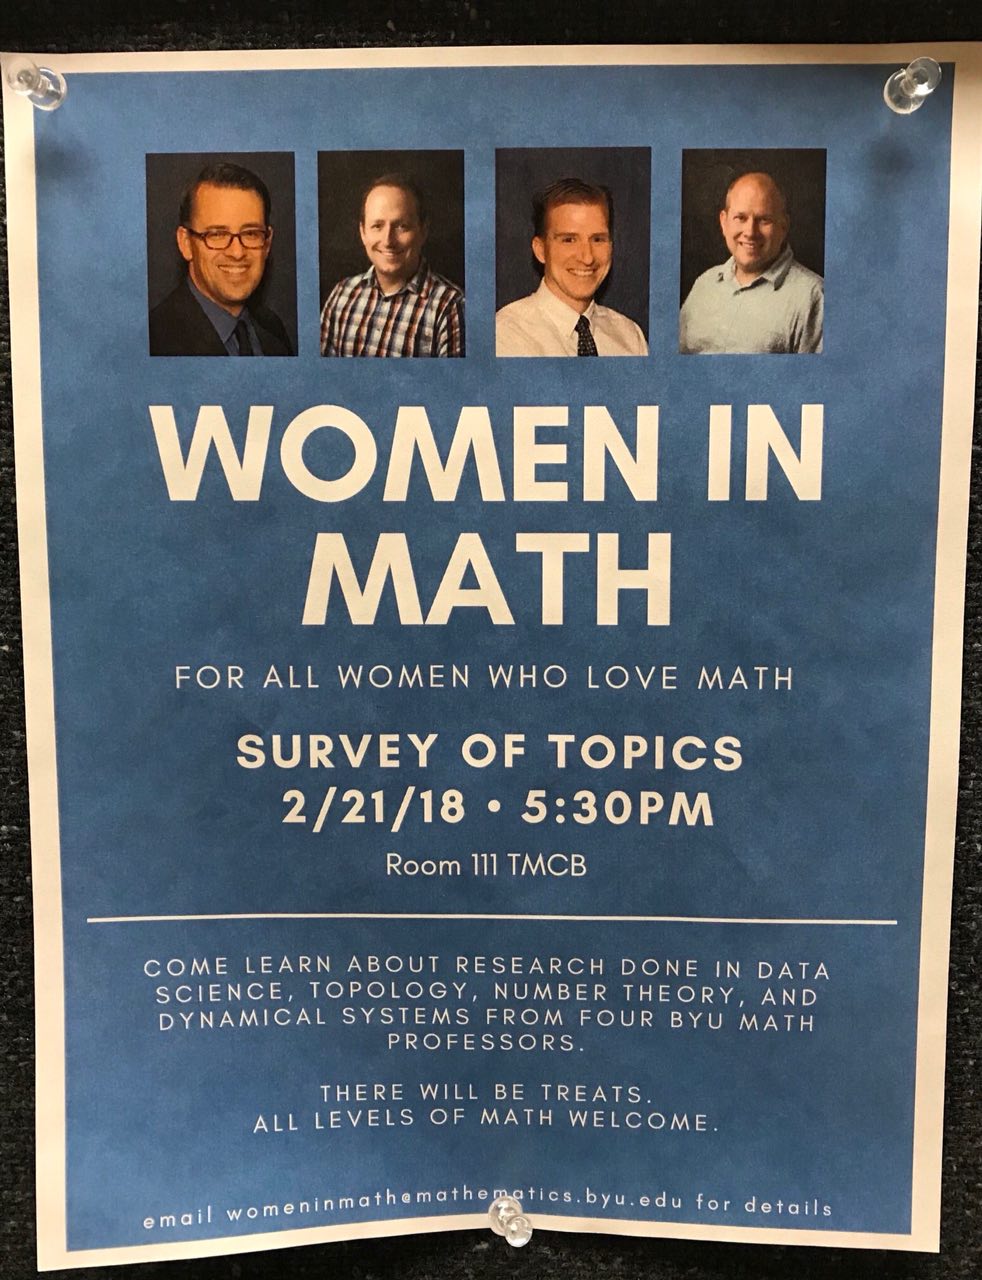 WOMEN IN
MATH
FOR ALL WOMEN WHO LOVE MATH
SURVEY OF TOPICS
2/21/18 • 5:30PM
Room 111 TMCB
COME LEARN ABOUT RESEARCH DONE IN DATA
SCIENCE, TOPOLOGY, NUMBER THEORY, AND
DYNAMICAL SYSTEMS FROM FOUR BYU MATH
PROFESSORS.
THERE WILL BE TREATS.
ALL LEVELS OF MATH WELCOME.
email womeninmath@mathematics.byu.edu for details